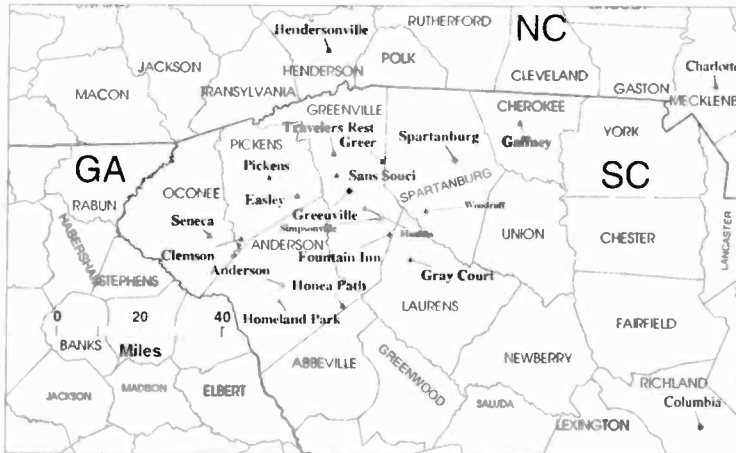 RUTHERFORD
NC
Hendersonville
JACKSON
HENDERSON
POLK
Charlotte
TRANSYLVANIA
CLEVELAND
GASTON
MACON
MECKLENB
GREENVILLE
CHEROKEE
Travelers Rest
YORK
PICKENS
Greer
Spartanburg
Gaffney
GA
Pickens
Sans Souci
SC
OCONEE
SPARTANBURG
RABUN
Easley
Woodruff
Seneca
Greenville
Simpsonville
UNION
CHESTER
LANCASTER
HABERSHA
Clemson
ANDERSON
Mauldin
Fountain Inn
STEPHENS
Anderson
Honea Path
Gray Court
LAURENS
0 20 40
Homeland Park
FAIRFIELD
BANKS
Miles
ABBEVILLE
GREENWOOD
NEWBERRY
JACKSON
MADISON
ELBERT
RICHLAND
SALUDA
Columbia
LEXINGTON